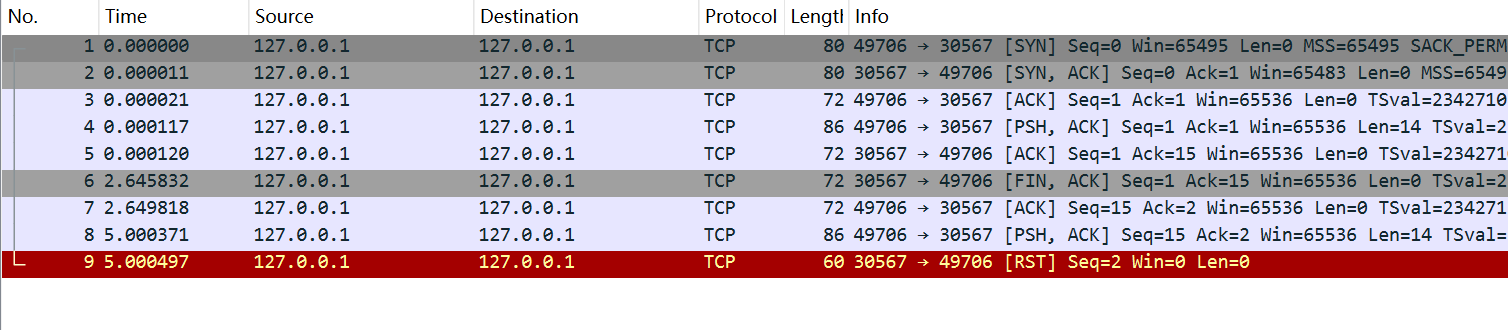 No. Time Source Destination Protocol Length Info
1 0.000000 127.0.0.1 127.0.0.1 TCP 80 49706 → 30567 [SYN] Seq=0 Win=65495 Len=0 MSS=65495 SACK_PERM
2 0.000011 127.0.0.1 127.0.0.1 TCP 80 30567 → 49706 [SYN, ACK] Seq=0 Ack=1 Win=65483 Len=0 MSS=6549
3 0.000021 127.0.0.1 127.0.0.1 TCP 72 49706 → 30567 [ACK] Seq=1 Ack=1 Win=65536 Len=0 TSval=2342710
4 0.000117 127.0.0.1 127.0.0.1 TCP 86 49706 → 30567 [PSH, ACK] Seq=1 Ack=1 Win=65536 Len=14 TSval=2
5 0.000120 127.0.0.1 127.0.0.1 TCP 72 30567 → 49706 [ACK] Seq=1 Ack=15 Win=65536 Len=0 TSval=234271
6 2.645832 127.0.0.1 127.0.0.1 TCP 72 30567 → 49706 [FIN, ACK] Seq=1 Ack=15 Win=65536 Len=0 TSval=2
7 2.649818 127.0.0.1 127.0.0.1 TCP 72 49706 → 30567 [ACK] Seq=15 Ack=2 Win=65536 Len=0 TSval=234271
8 5.000371 127.0.0.1 127.0.0.1 TCP 86 49706 → 30567 [PSH, ACK] Seq=15 Ack=2 Win=65536 Len=14 TSval=
9 5.000497 127.0.0.1 127.0.0.1 TCP 60 30567 → 49706 [RST] Seq=2 Win=0 Len=0